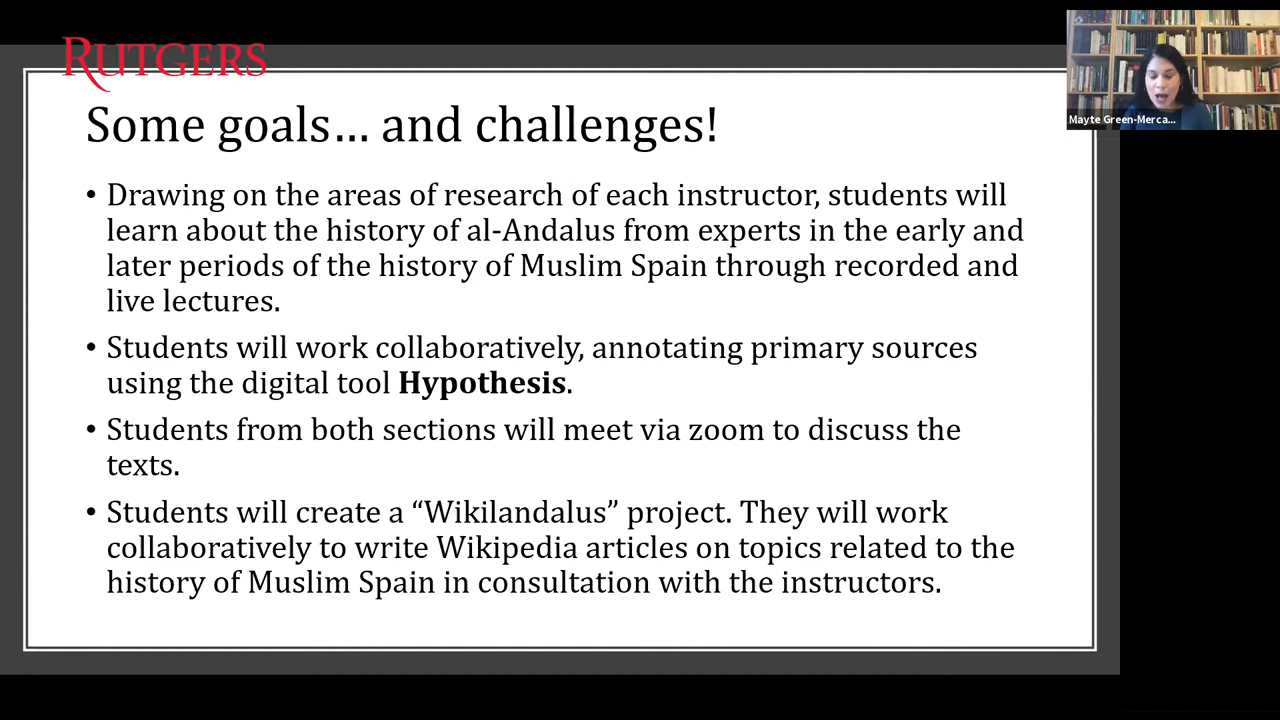 RUTGERS
Some goals… and challenges!
• Drawing on the areas of research of each instructor, students will
learn about the history of al-Andalus from experts in the early and
later periods of the history of Muslim Spain through recorded and
live lectures.
• Students will work collaboratively, annotating primary sources
using the digital tool Hypothesis.
• Students from both sections will meet via zoom to discuss the
texts.
• Students will create a “Wikilandalus” project. They will work
collaboratively to write Wikipedia articles on topics related to the
history of Muslim Spain in consultation with the instructors.
Mayte Green-Merca...